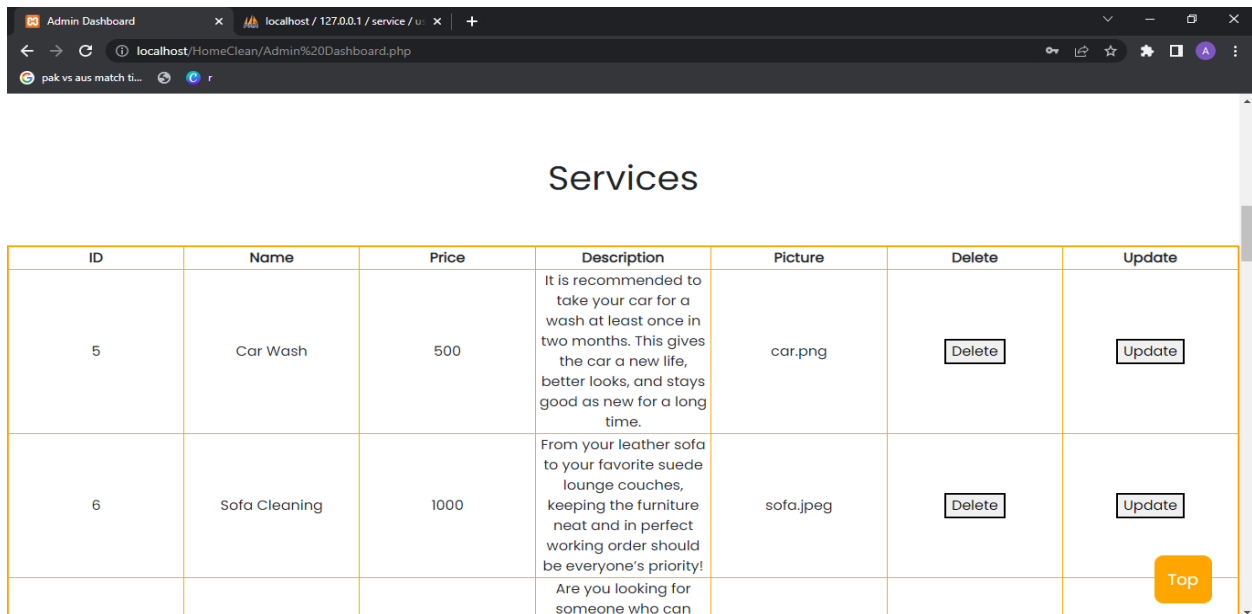 Admin Dashboard
localhost / 127.0.0.1 / service / us
localhost/HomeClean/Admin%20Dashboard.php
A
pak vs aus match ti...
r
Services
ID Name Price Description Picture Delete Update
5 Car Wash 500
It is recommended to
take your car for a
wash at least once in
two months. This gives
the car a new life,
better looks, and stays
good as new for a long
time.
car.png Delete Update
6 Sofa Cleaning 1000
From your leather sofa
to your favorite suede
lounge couches,
keeping the furniture
neat and in perfect
working order should
be everyone’s priority!
sofa.jpeg Delete Update
Are you looking for
someone who can
Top